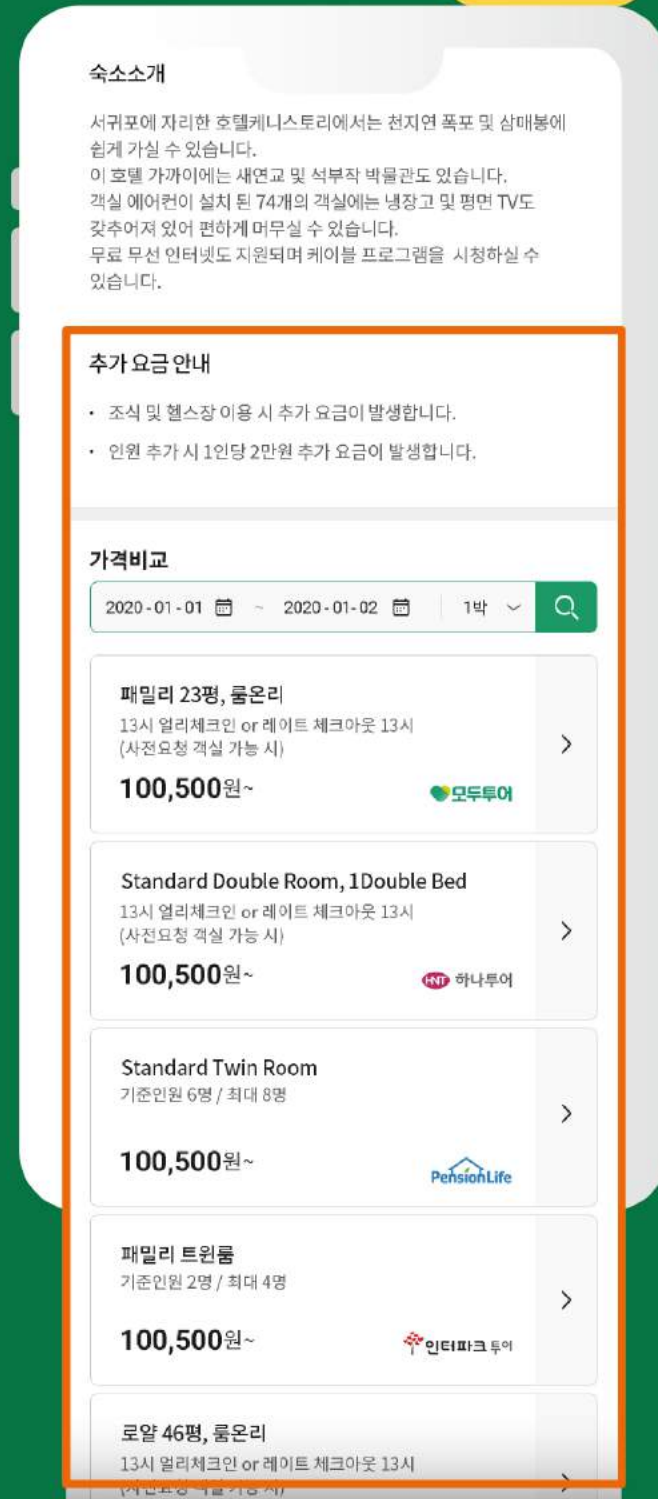 숙소소개
서귀포에 자리한 호텔케니스토리에서는 천지연 폭포 및 삼매봉에
쉽게 가실 수 있습니다.
이 호텔 가까이에는 새연교 및 석부작 박물관도 있습니다.
객실 에어컨이 설치 된 74개의 객실에는 냉장고 및 평면 TV도
갖추어져 있어 편하게 머무실 수 있습니다.
무료 무선 인터넷도 지원되며 케이블 프로그램을 시청하실 수
있습니다.
추가 요금 안내
• 조식 및 헬스장 이용 시 추가 요금이 발생합니다.
• 인원 추가 시 1인당 2만원 추가 요금이 발생합니다.
가격비교
2020-01-01 ~ 2020-01-02 1박
패밀리 23평, 룸온리
13시 얼리체크인 or 레이트 체크아웃 13시
(사전요청 객실 가능 시)
100,500원~ 모두투어
Standard Double Room, 1Double Bed
13시 얼리체크인 or 레이트 체크아웃 13시
(사전요청 객실 가능 시)
100,500원~ HNT 하나투어
Standard Twin Room
기준인원 6명 / 최대 8명
100,500원~ PensionLife
패밀리 트윈룸
기준인원 2명 / 최대 4명
100,500원~ 인터파크 투어
로얄 46평, 룸온리
13시 얼리체크인 or 레이트 체크아웃 13시
(사전요청 객실 가능 시)